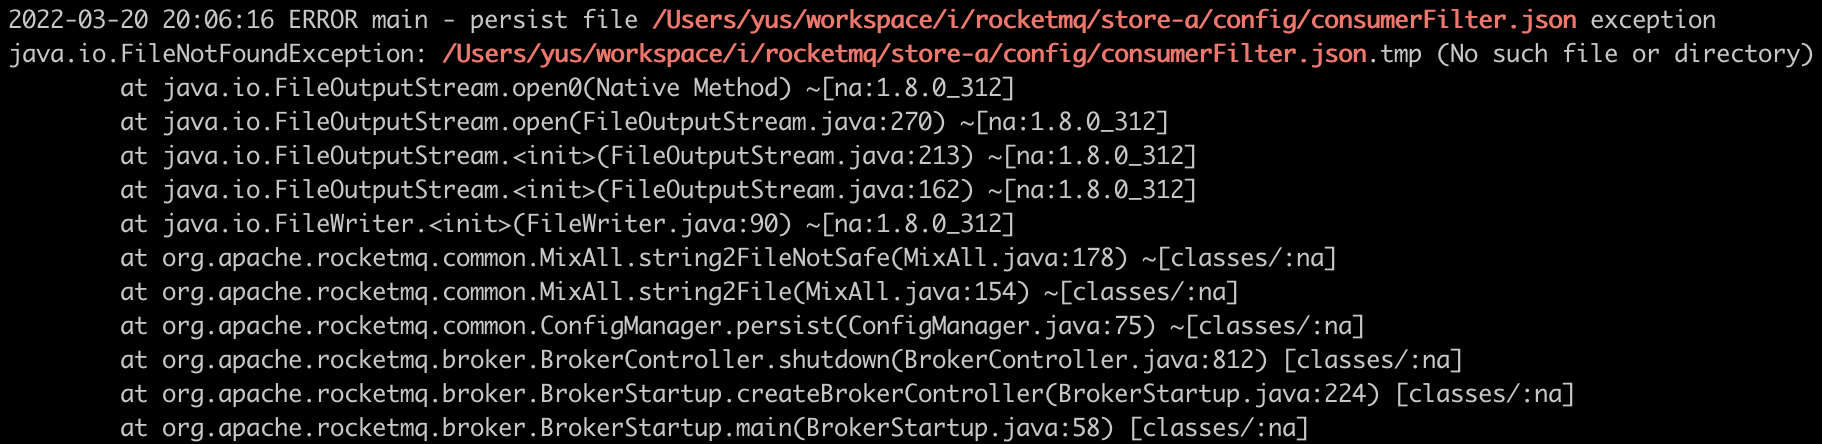 2022-03-20 20:06:16 ERROR main - persist file /Users/yus/workspace/i/rocketmq/store-a/config/consumerFilter.json exception
java.io.FileNotFoundException: /Users/yus/workspace/i/rocketmq/store-a/config/consumerFilter.json.tmp (No such file or directory)
at java.io.FileOutputStream.open0(Native Method) ~[na:1.8.0_312]
at java.io.FileOutputStream.open(FileOutputStream.java:270) ~[na:1.8.0_312]
at java.io.FileOutputStream.<init>(FileOutputStream.java:213) ~[na:1.8.0_312]
at java.io.FileOutputStream.<init>(FileOutputStream.java:162) ~[na:1.8.0_312]
at java.io.FileWriter.<init>(FileWriter.java:90) ~[na:1.8.0_312]
at org.apache.rocketmq.common.MixAll.string2FileNotSafe(MixAll.java:178) ~[classes/:na]
at org.apache.rocketmq.common.MixAll.string2File(MixAll.java:154) ~[classes/:na]
at org.apache.rocketmq.common.ConfigManager.persist(ConfigManager.java:75) ~[classes/:na]
at org.apache.rocketmq.broker.BrokerController.shutdown(BrokerController.java:812) [classes/:na]
at org.apache.rocketmq.broker.BrokerStartup.createBrokerController(BrokerStartup.java:224) [classes/:na]
at org.apache.rocketmq.broker.BrokerStartup.main(BrokerStartup.java:58) [classes/:na]